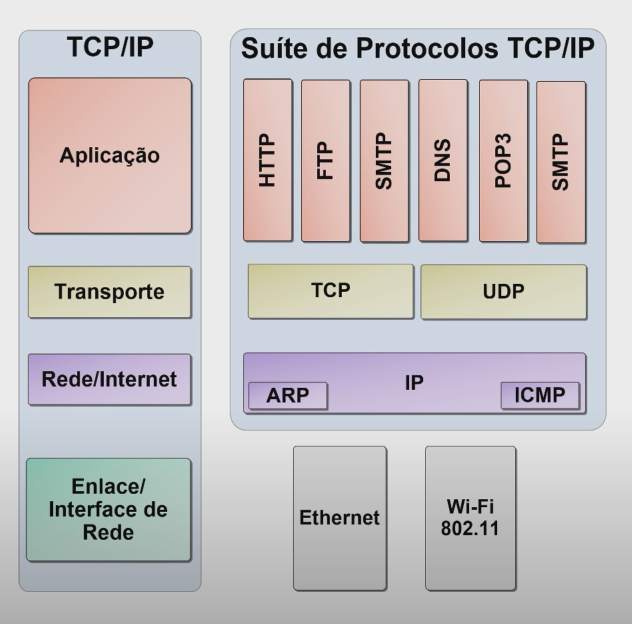 TCP/IP
Aplicação
Transporte
Rede/Internet
Enlace/
Interface de
Rede
Suíte de Protocolos TCP/IP
HTTP
FTP
SMTP
DNS
POP3
SMTP
TCP
UDP
IP
ARP
ICMP
Ethernet
Wi-Fi
802.11